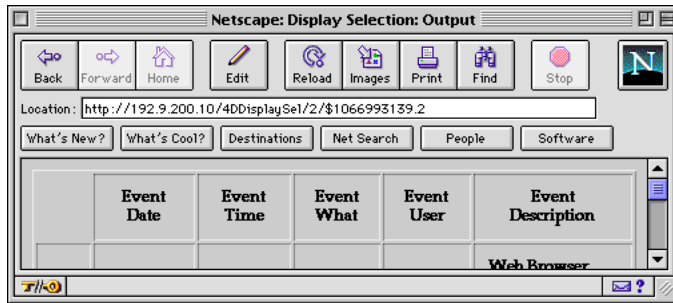 Netscape: Display Selection: Output
Back Forward Home Edit Reload Images Print Find Stop N
Location: http://192.9.200.10/4DDisplaySel/2/$1066993139.2
What's New? What's Cool? Destinations Net Search People Software
Event Event Event Event Event
Date Time What User Description
Web Browser
?